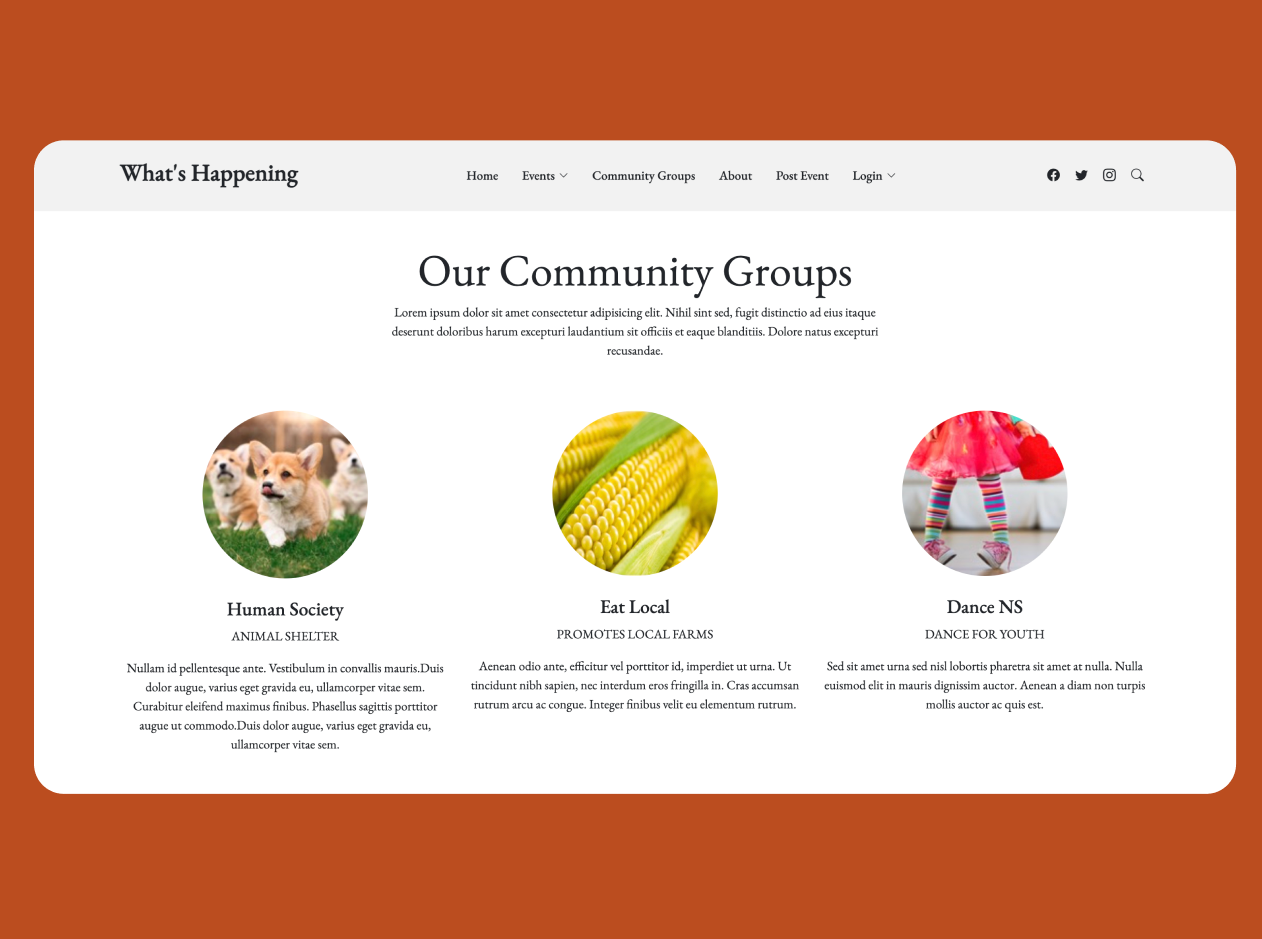 What's Happening
Home Events Community Groups About Post Event Login
Our Community Groups
Lorem ipsum dolor sit amet consectetur adipisicing elit. Nihil sint sed, fugit distinctio ad eius itaque
deserunt doloribus harum excepturi laudantium sit officiis et eaque blanditiis. Dolore natus excepturi
recusandae.
Human Society
ANIMAL SHELTER
Nullam id pellentesque ante. Vestibulum in convallis mauris.Duis
dolor augue, varius eget gravida eu, ullamcorper vitae sem.
Curabitur eleifend maximus finibus. Phasellus sagittis porttitor
augue ut commodo.Duis dolor augue, varius eget gravida eu,
ullamcorper vitae sem.
Eat Local
PROMOTES LOCAL FARMS
Aenean odio ante, efficitur vel porttitor id, imperdiet ut urna. Ut
tincidunt nibh sapien, nec interdum eros fringilla in. Cras accumsan
rutrum arcu ac congue. Integer finibus velit eu elementum rutrum.
Dance NS
DANCE FOR YOUTH
Sed sit amet urna sed nisl lobortis pharetra sit amet at nulla. Nulla
euismod elit in mauris dignissim auctor. Aenean a diam non turpis
mollis auctor ac quis est.